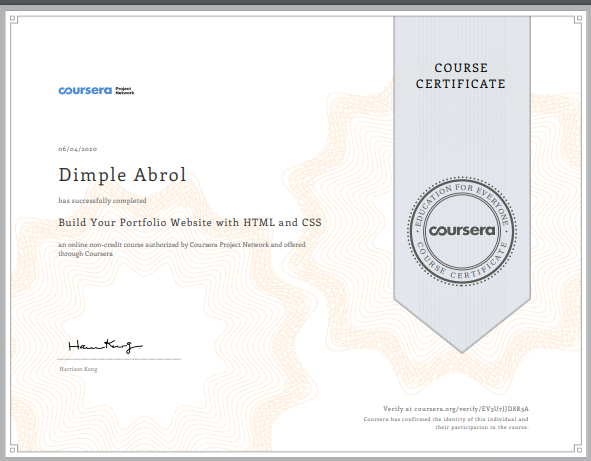 COURSE
CERTIFICATE
coursera Project
Network
06/04/2020
Dimple Abrol
has successfully completed
Build Your Portfolio Website with HTML and CSS
an online non-credit course authorized by Coursera Project Network and offered
through Coursera
EDUCATION FOR EVERYONE
coursera
COURSE CERTIFICATE
Harrison Kong
Verify at coursera.org/verify/EV3U7JJD8R3A
Coursera has confirmed the identity of this individual and
their participation in the course.